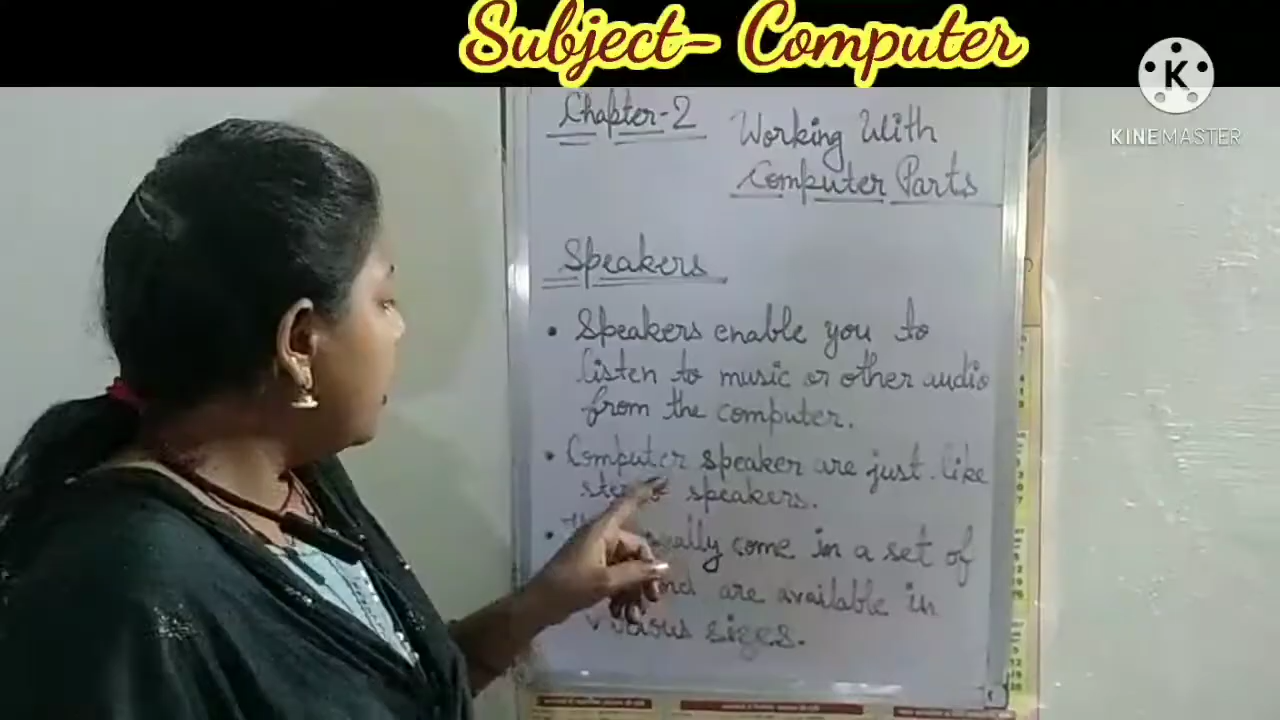 Subject- Computer
K
KINEMASTER
Chapter-2
Working With
Computer Parts
Speakers
• Speakers enable you to
listen to music or other audio
from the computer.
• Computer speaker are just like
speakers.
• come in a set of
are available in
sizes.